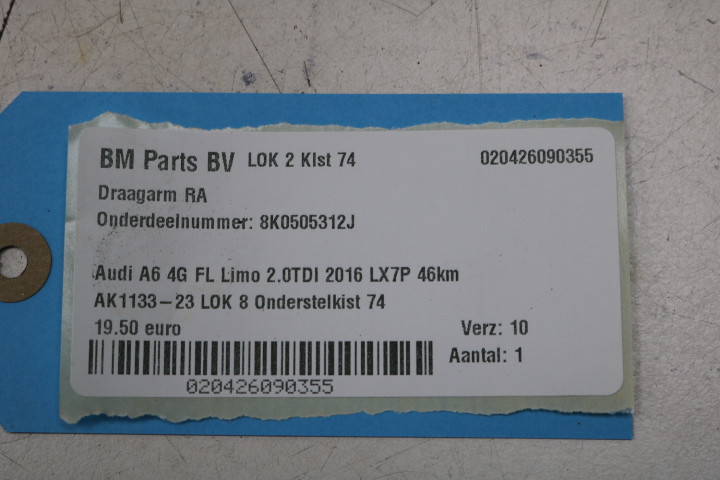 BM Parts BV LOK 2 Kist 74 020426090355
Draagarm RA
Onderdeelnummer: 8K0505312J
Audi A6 4G FL Limo 2.0TDI 2016 LX7P 46km
AK1133-23 LOK 8 Onderstelkist 74
19.50 euro Verz: 10
Aantal: 1
020426090355